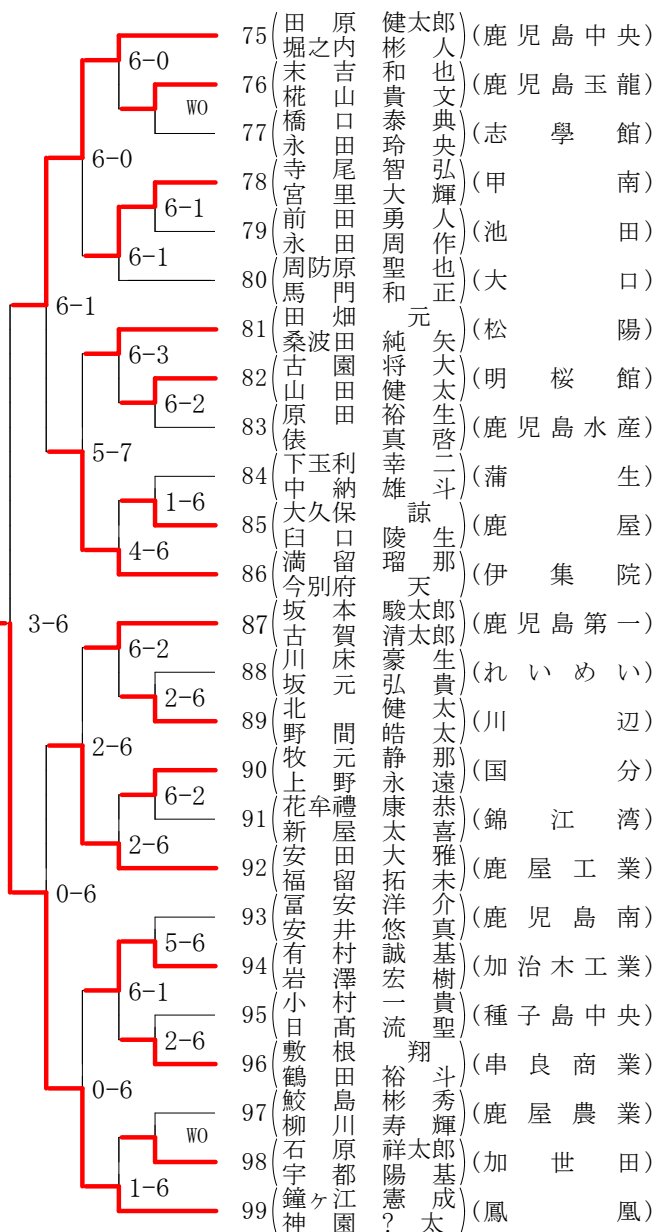 75 (田原 健太郎 堀之内 彬人) (鹿児島中央)
6-0
76 (末吉 和也 椛山 貴文) (鹿児島玉龍)
WO
77 (橋口 泰典 永田 玲央) (志學館)
6-0
78 (寺尾 智弘 宮里 大輝) (甲南)
6-1
79 (前田 勇人 永田 周作) (池田)
6-1
80 (周防原 聖也 馬門 和正) (大口)
6-1
81 (田畑 元 桑波田 純矢) (松陽)
6-3
82 (古園 将大 山田 健太) (明桜館)
6-2
83 (原田 裕生 俵 真啓) (鹿児島水産)
5-7
84 (下玉利 幸二 中納 雄斗) (蒲生)
1-6
85 (大久保 諒 臼口 陵生) (鹿屋)
4-6
86 (満留 瑠那 今別府 天) (伊集院)
3-6
87 (坂本 駿太郎 古賀 清太郎) (鹿児島第一)
6-2
88 (川床 豪生 坂元 弘貴) (れいめい)
2-6
89 (北 健太 野間 皓太) (川辺)
2-6
90 (牧元 静那 上野 永遠) (国分)
6-2
91 (花牟禮 康恭 新屋 太喜) (錦江湾)
2-6
92 (安田 大雅 福留 拓未) (鹿屋工業)
0-6
93 (冨安 洋介 安井 悠真) (鹿児島南)
5-6
94 (有村 誠基 岩澤 宏樹) (加治木工業)
6-1
95 (小村 一貴 日髙 流聖) (種子島中央)
2-6
96 (敷根 翔 鶴田 裕斗) (串良商業)
0-6
97 (鮫島 彬秀 柳川 寿輝) (鹿屋農業)
WO
98 (石原 祥太郎 宇都 陽基) (加世田)
1-6
99 (鐘ヶ江 憲成 神園 ?太) (鳳凰)